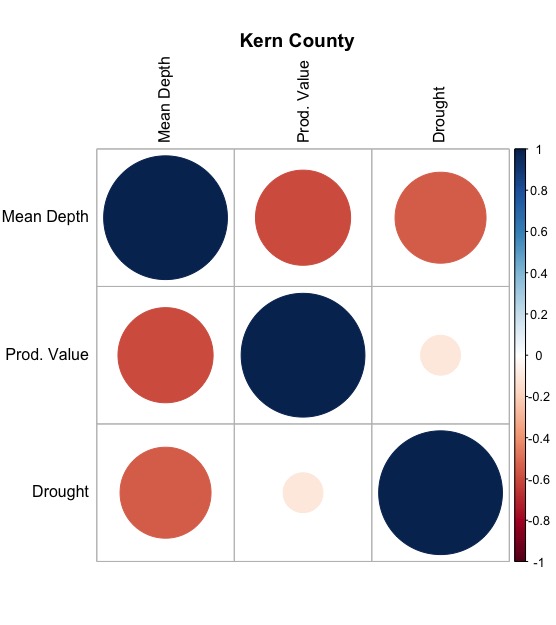 Kern County
Mean Depth
Prod. Value
Drought
Mean Depth
Prod. Value
Drought
1
0.8
0.6
0.4
0.2
0
-0.2
-0.4
-0.6
-0.8
-1